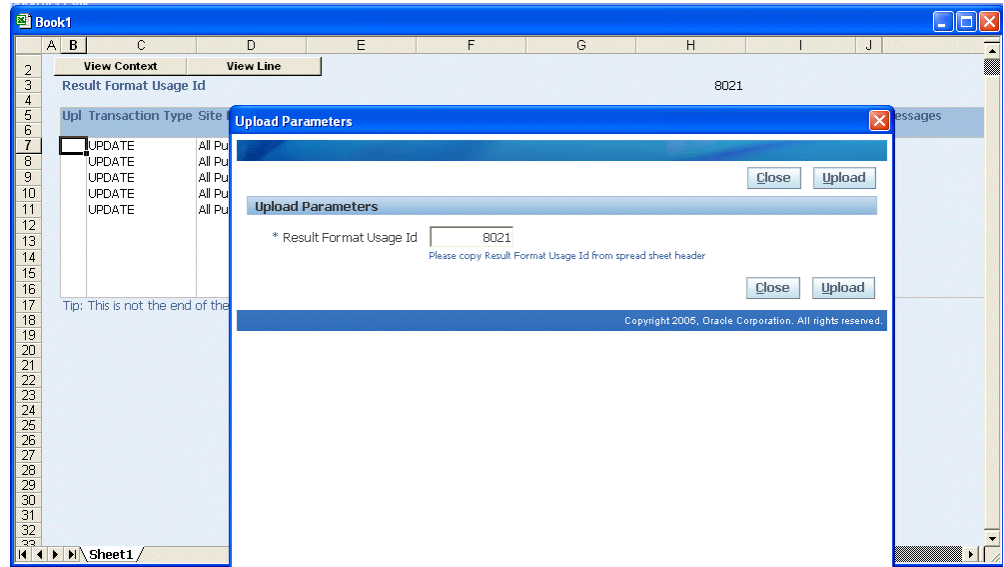 Book1
A B C D E F G H I J
View Context View Line
2
3 Result Format Usage Id 8021
4
5 Upl Transaction Type Site essages
6
7 UPDATE All Pu
8 UPDATE All Pu
9 UPDATE All Pu
10 UPDATE All Pu
11 UPDATE All Pu
12
13
14
15
16
17 Tip: This is not the end of the
18
19
20
21
22
23
24
25
26
27
28
29
30
31
32
33
Sheet1
Upload Parameters
Close Upload
Upload Parameters
* Result Format Usage Id 8021
Please copy Result Format Usage Id from spread sheet header
Close Upload
Copyright 2005, Oracle Corporation. All rights reserved.